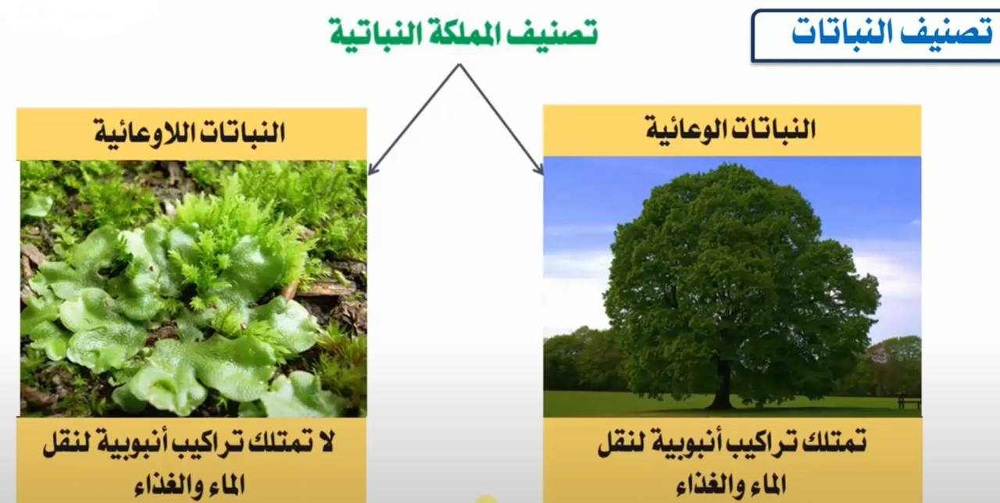 تصنيف النباتات
تصنيف المملكة النباتية
النباتات الوعائية
تمتلك تراكيب أنبوبية لنقل
الماء والغذاء
النباتات اللاوعائية
لا تمتلك تراكيب أنبوبية لنقل
الماء والغذاء